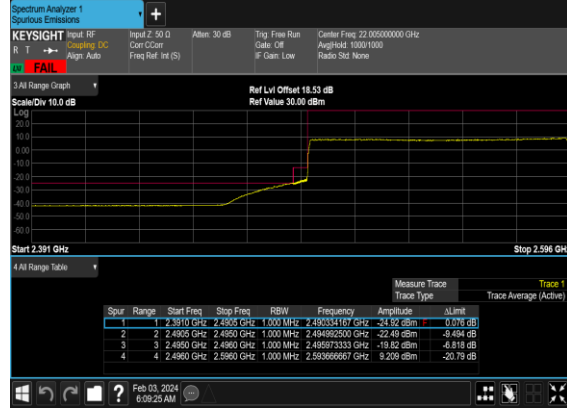 Spectrum Analyzer 1
Spurious Emissions
KEYSIGHT
R T
LW FAIL
Input: RF
Coupling: DC
Align: Auto
Input Z: 50 Ω
Corr CCorr
Freq Ref: Int (S)
Atten: 30 dB
Trig: Free Run
Gate: Off
IF Gain: Low
Center Freq: 22.005000000 GHz
Avg|Hold: 1000/1000
Radio Std: None
3 All Range Graph
Scale/Div 10.0 dB
Ref Lvl Offset 18.53 dB
Ref Value 30.00 dBm
Log
20.0
10.0
0.00
-10.0
-20.0
-30.0
-40.0
-50.0
-60.0
Start 2.391 GHz
Stop 2.596 GHz
4 All Range Table
Measure Trace Trace 1
Trace Type Trace Average (Active)
Spur Range Start Freq Stop Freq RBW Frequency Amplitude ΔLimit
1 1 2.3910 GHz 2.4905 GHz 1.000 MHz 2.490334167 GHz -24.92 dBm F 0.076 dB
2 2 2.4905 GHz 2.4950 GHz 1.000 MHz 2.494992500 GHz -22.49 dBm -9.494 dB
3 3 2.4950 GHz 2.4960 GHz 1.000 MHz 2.495973333 GHz -19.82 dBm -6.818 dB
4 4 2.4960 GHz 2.5960 GHz 1.000 MHz 2.593666667 GHz 9.209 dBm -20.79 dB
Feb 03, 2024
6:09:25 AM